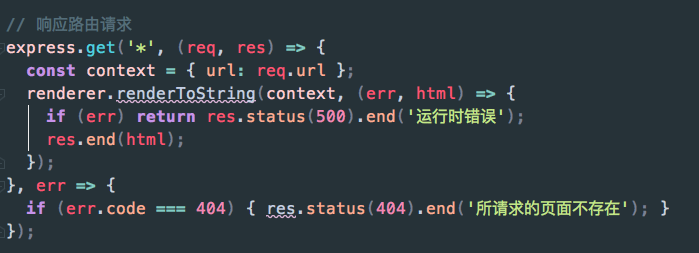 // 响应路由请求
express.get('*', (req, res) => {
  const context = { url: req.url };
  renderer.renderToString(context, (err, html) => {
    if (err) return res.status(500).end('运行时错误');
    res.end(html);
  });
}, err => {
  if (err.code === 404) { res.status(404).end('所请求的页面不存在'); }
});